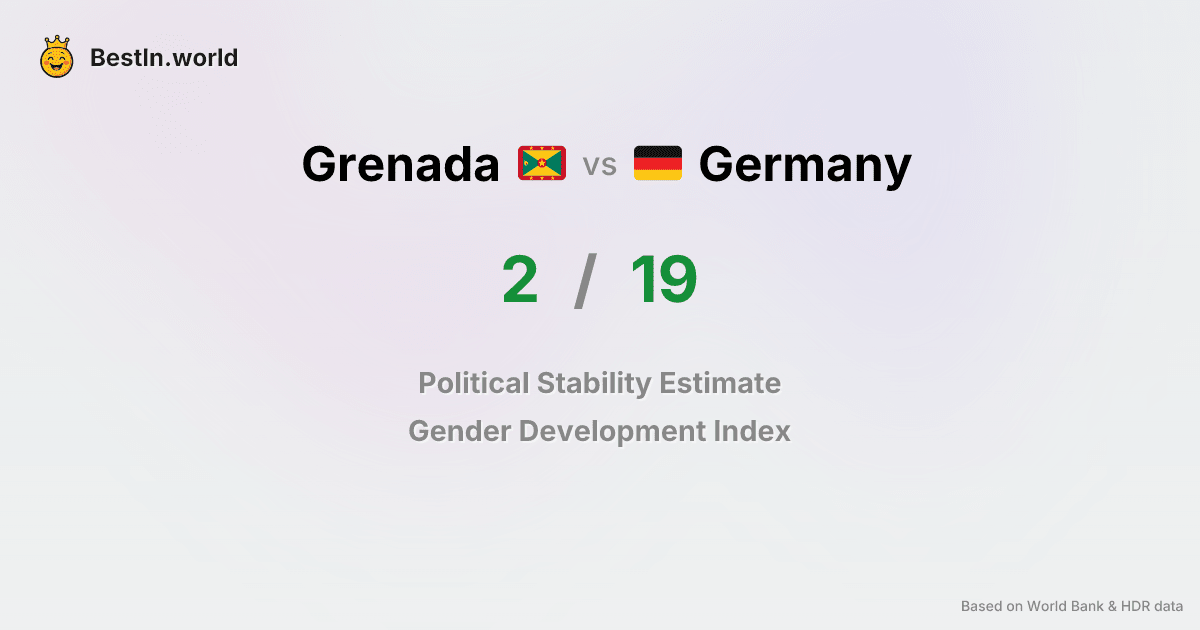 BestIn.world
Grenada vs Germany
2 / 19
Political Stability Estimate
Gender Development Index
Based on World Bank & HDR data